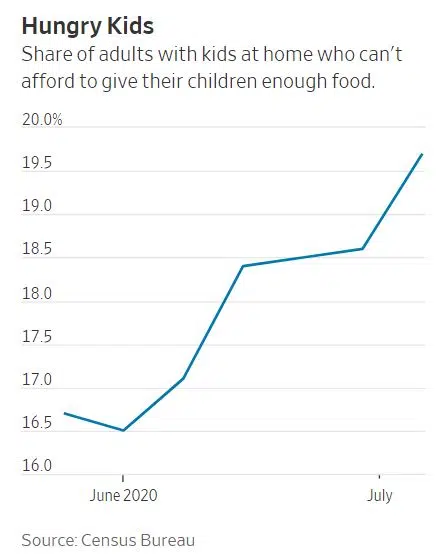 Hungry Kids
Share of adults with kids at home who can't
afford to give their children enough food.
20.0%
19.5
19.0
18.5
18.0
17.5
17.0
16.5
16.0
June 2020 July
Source: Census Bureau